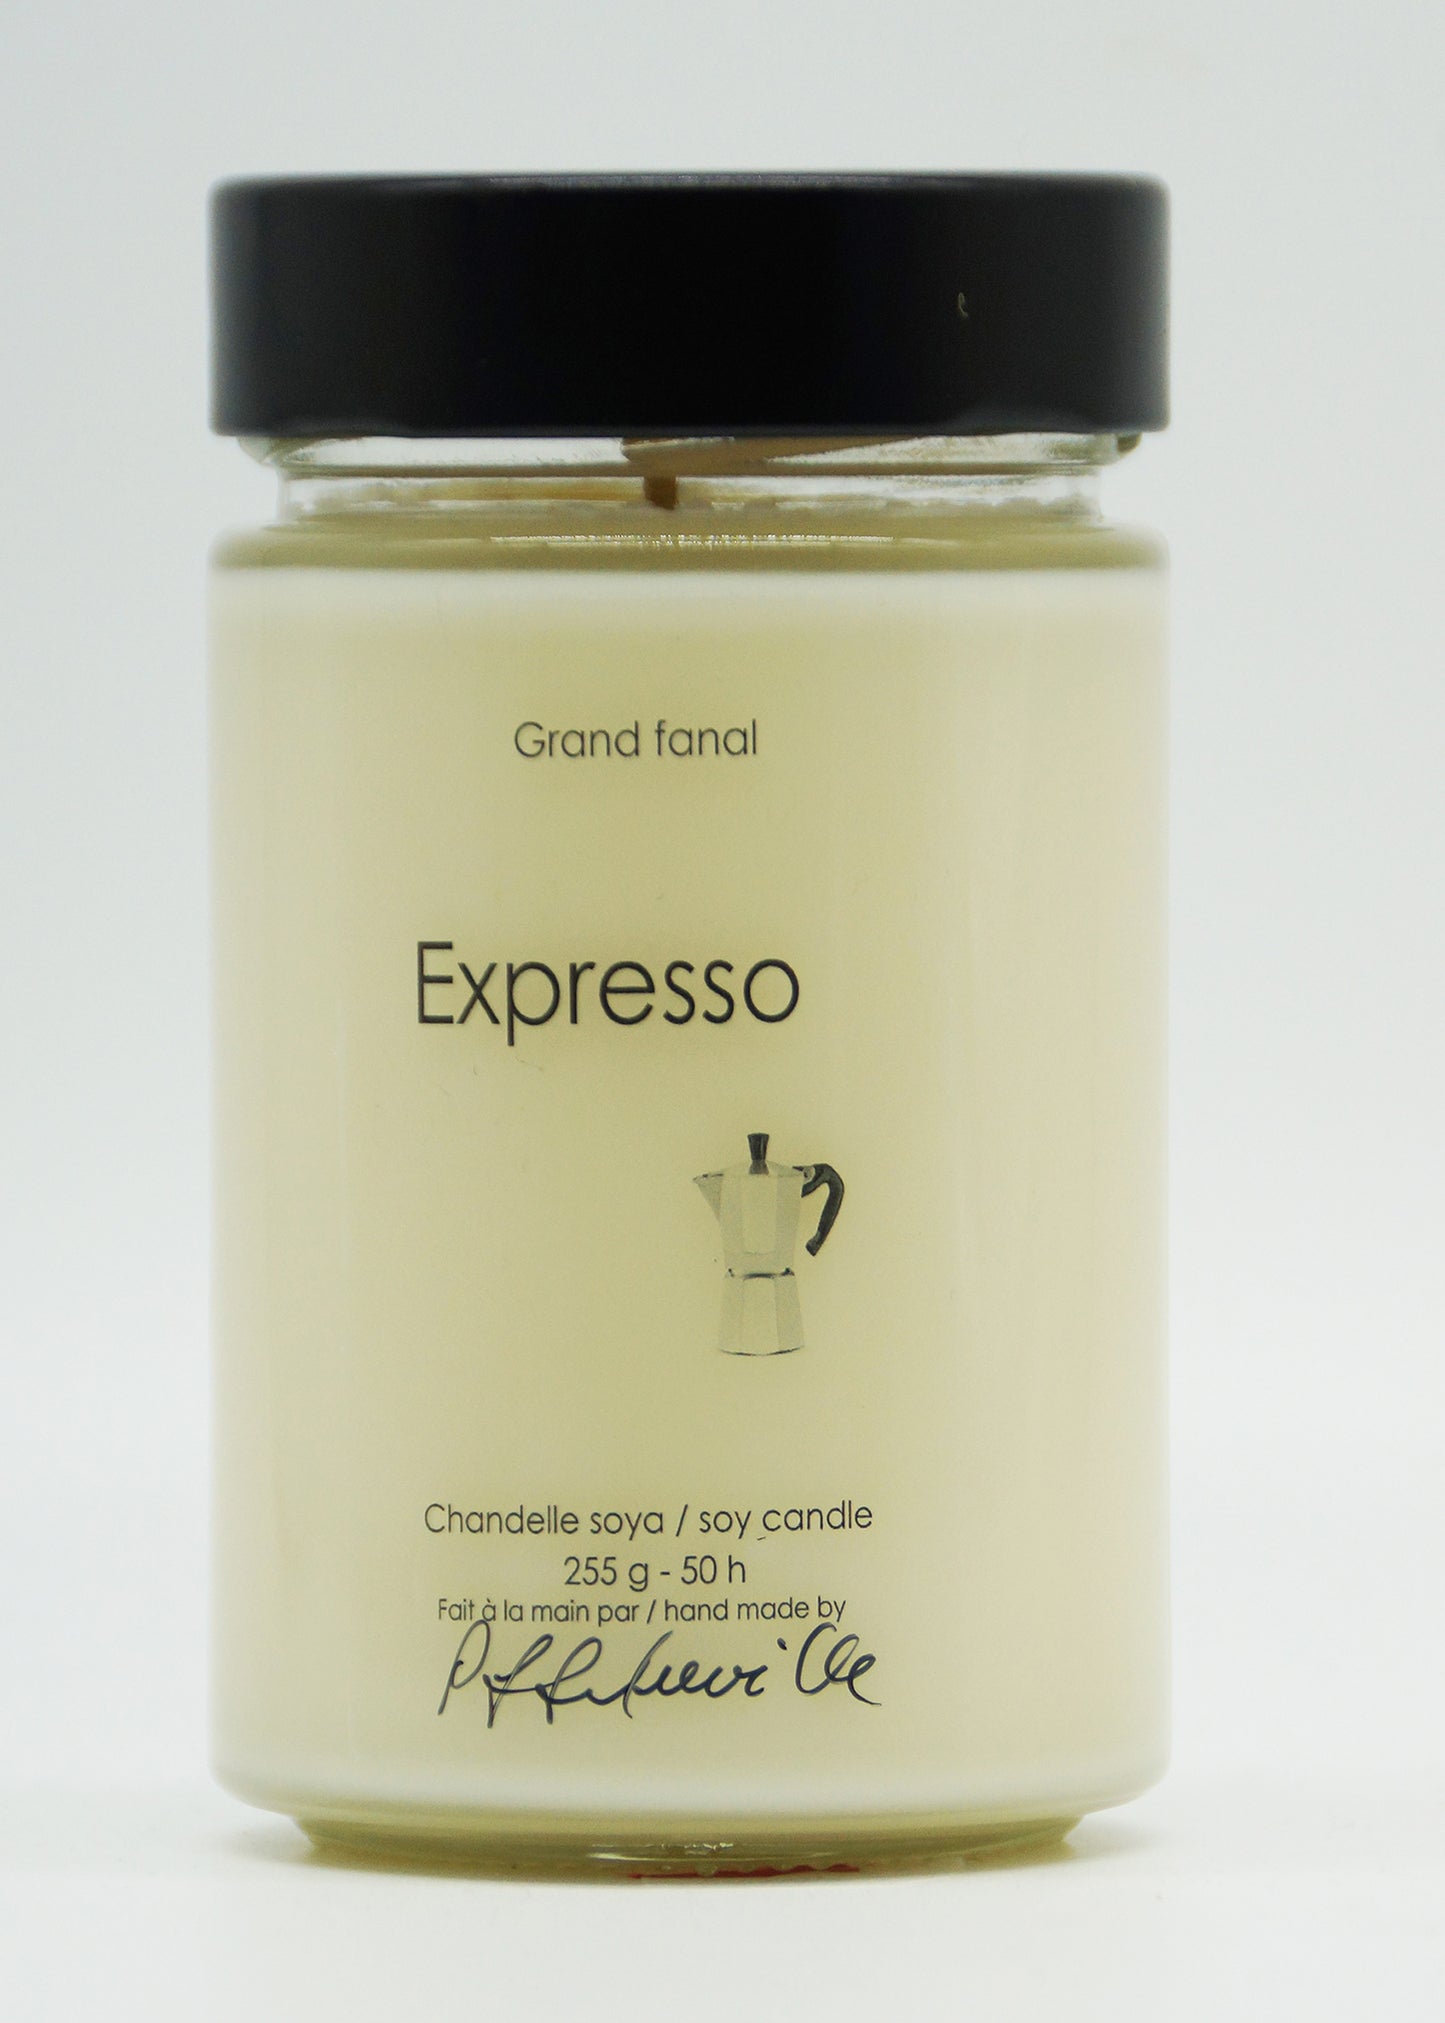 Grand fanal
Expresso
Chandelle soya / soy candle
255 g - 50 h
Fait à la main par / hand made by